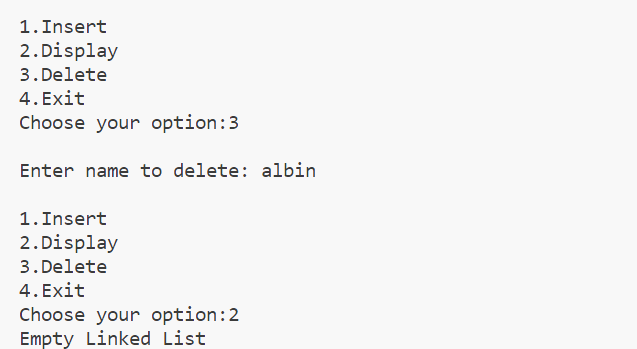 1.Insert
2.Display
3.Delete
4.Exit
Choose your option:3
Enter name to delete: albin
1.Insert
2.Display
3.Delete
4.Exit
Choose your option:2
Empty Linked List